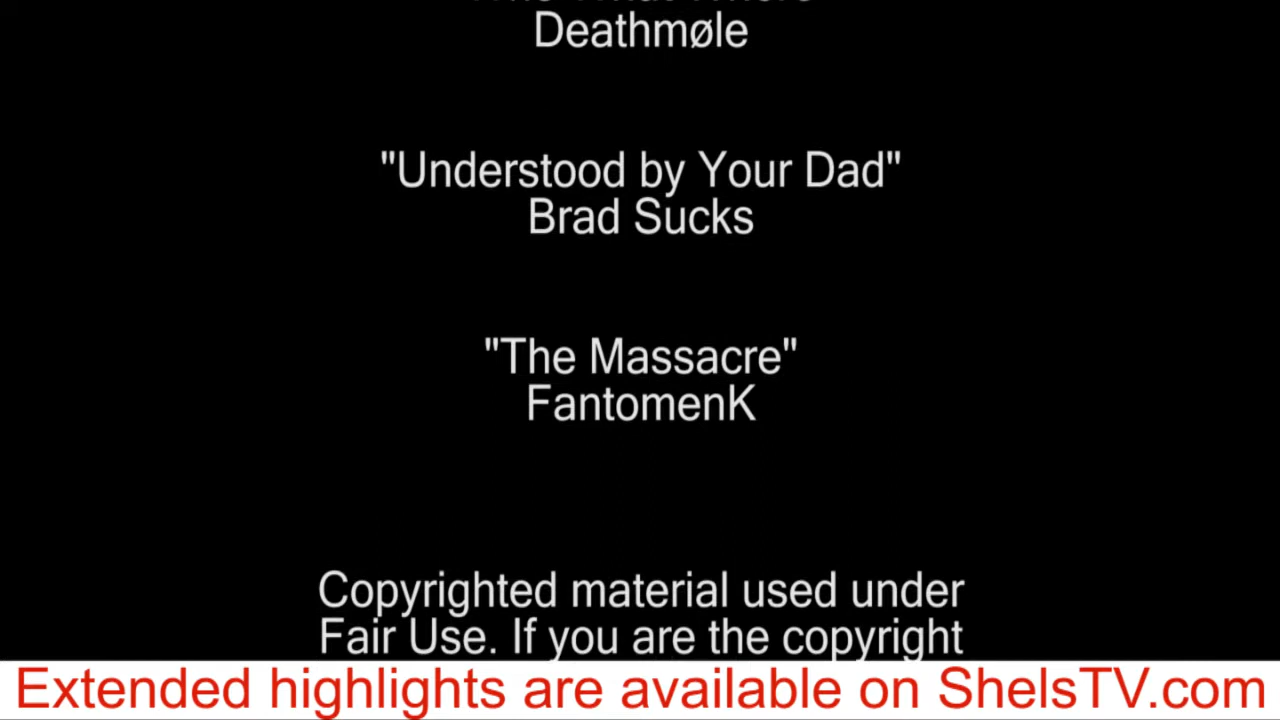 Deathmøle
"Understood by Your Dad"
Brad Sucks
"The Massacre"
FantomenK
Copyrighted material used under
Fair Use. If you are the copyright
Extended highlights are available on ShelsTV.com